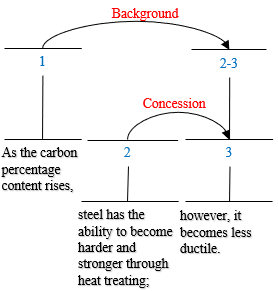 Background
1
2-3
Concession
As the carbon
percentage
content rises,
2
3
steel has the
ability to become
harder and
stronger through
heat treating;
however, it
becomes less
ductile.